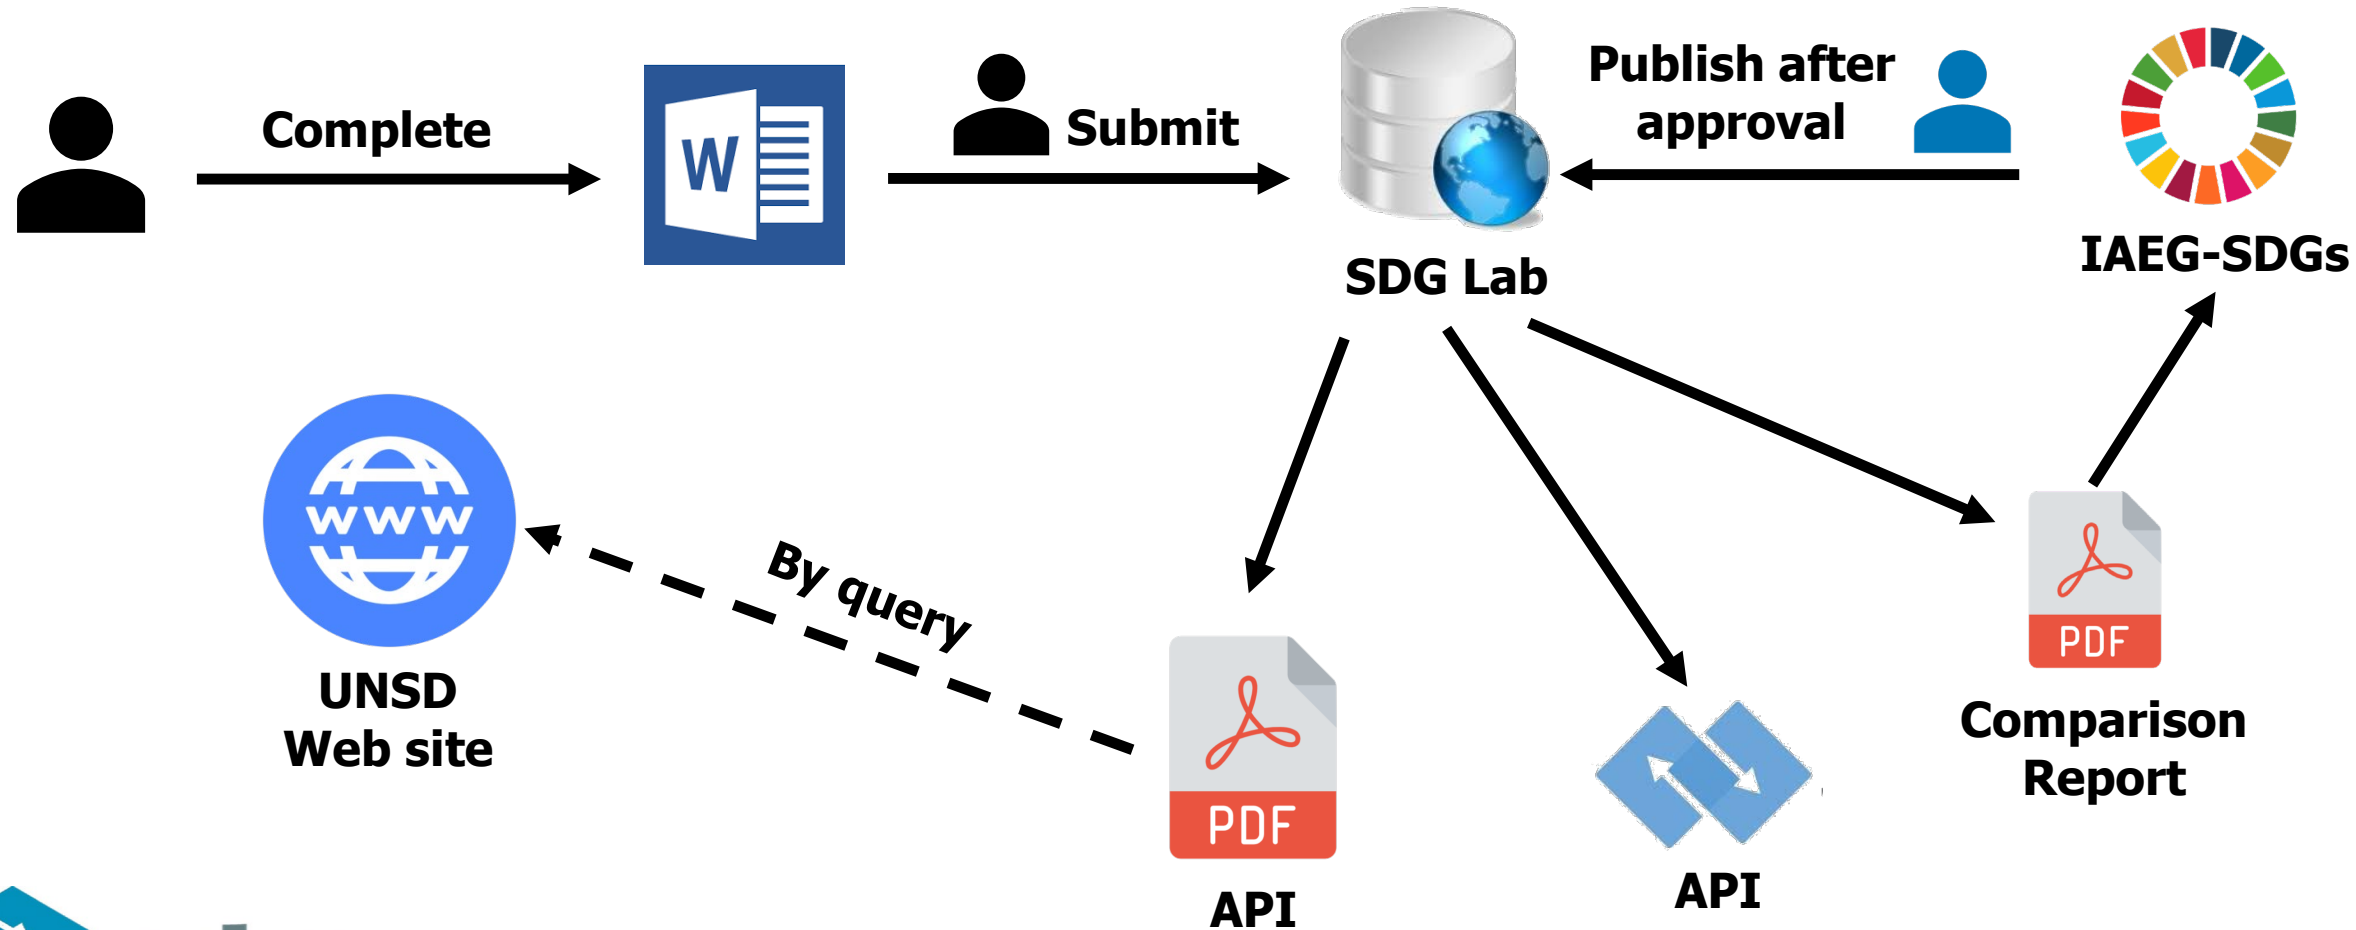 Complete
W
Submit
Publish after
approval
SDG Lab
IAEG-SDGs
www
UNSD
Web site
By query
PDF
API
API
PDF
Comparison
Report